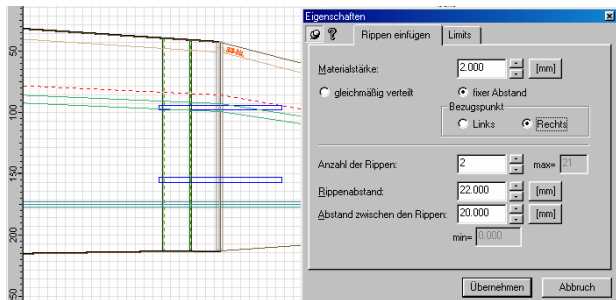 50
100
150
200
50
Eigenschaften
Rippen einfügen
Limits
Materialstärke:
2.000
[mm]
gleichmäßig verteilt
fixer Abstand
Bezugspunkt
Links
Rechts
Anzahl der Rippen:
2
max=
21
Rippenabstand:
22.000
[mm]
Abstand zwischen den Rippen:
20.000
[mm]
min=
0.000
Übernehmen
Abbruch